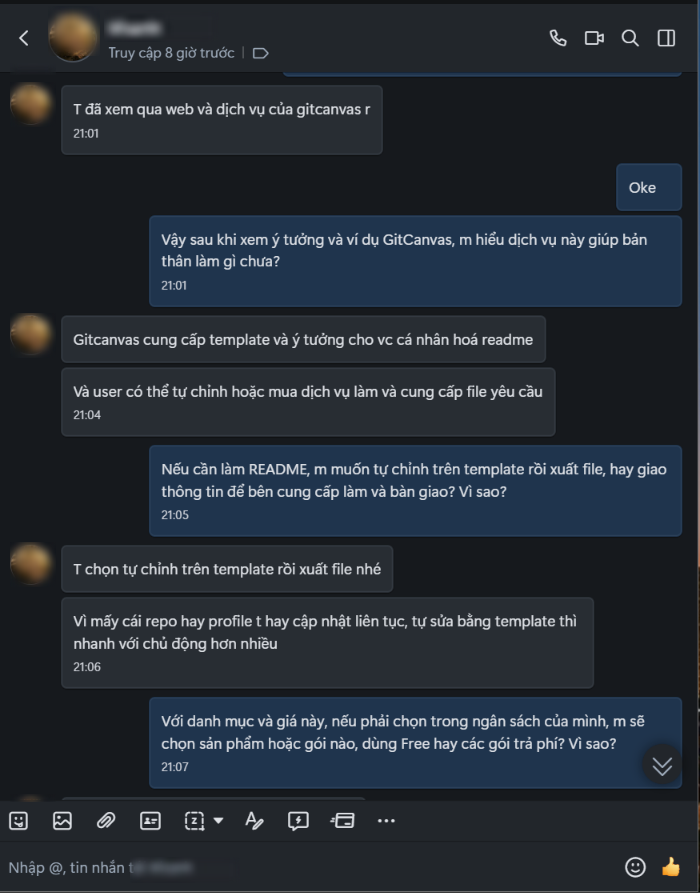 Truy cập 8 giờ trước
T đã xem qua web và dịch vụ của gitcanvas r
21:01
Oke
Vậy sau khi xem ý tưởng và ví dụ GitCanvas, m hiểu dịch vụ này giúp bản
thân làm gì chưa?
21:01
Gitcanvas cung cấp template và ý tưởng cho vc cá nhân hoá readme
Và user có thể tự chỉnh hoặc mua dịch vụ làm và cung cấp file yêu cầu
21:04
Nếu cần làm README, m muốn tự chỉnh trên template rồi xuất file, hay giao
thông tin để bên cung cấp làm và bàn giao? Vì sao?
21:05
T chọn tự chỉnh trên template rồi xuất file nhé
Vì mấy cái repo hay profile t hay cập nhật liên tục, tự sửa bằng template thì
nhanh với chủ động hơn nhiều
21:06
Với danh mục và giá này, nếu phải chọn trong ngân sách của mình, m sẽ
chọn sản phẩm hoặc gói nào, dùng Free hay các gói trả phí? Vì sao?
21:07
Nhập @, tin nhắn